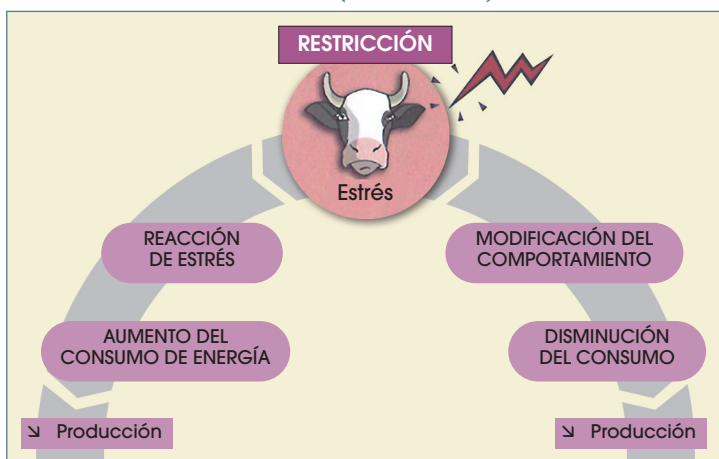 RESTRICCIÓN
Estrés
REACCIÓN
DE ESTRÉS
AUMENTO DEL
CONSUMO DE ENERGÍA
↘ Producción
MODIFICACIÓN DEL
COMPORTAMIENTO
DISMINUCIÓN
DEL CONSUMO
↘ Producción